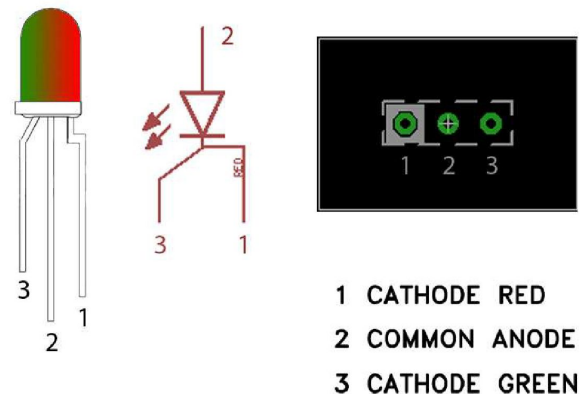 2
RED
3 1
3
1
2
1 2 3
1 CATHODE RED
2 COMMON ANODE
3 CATHODE GREEN